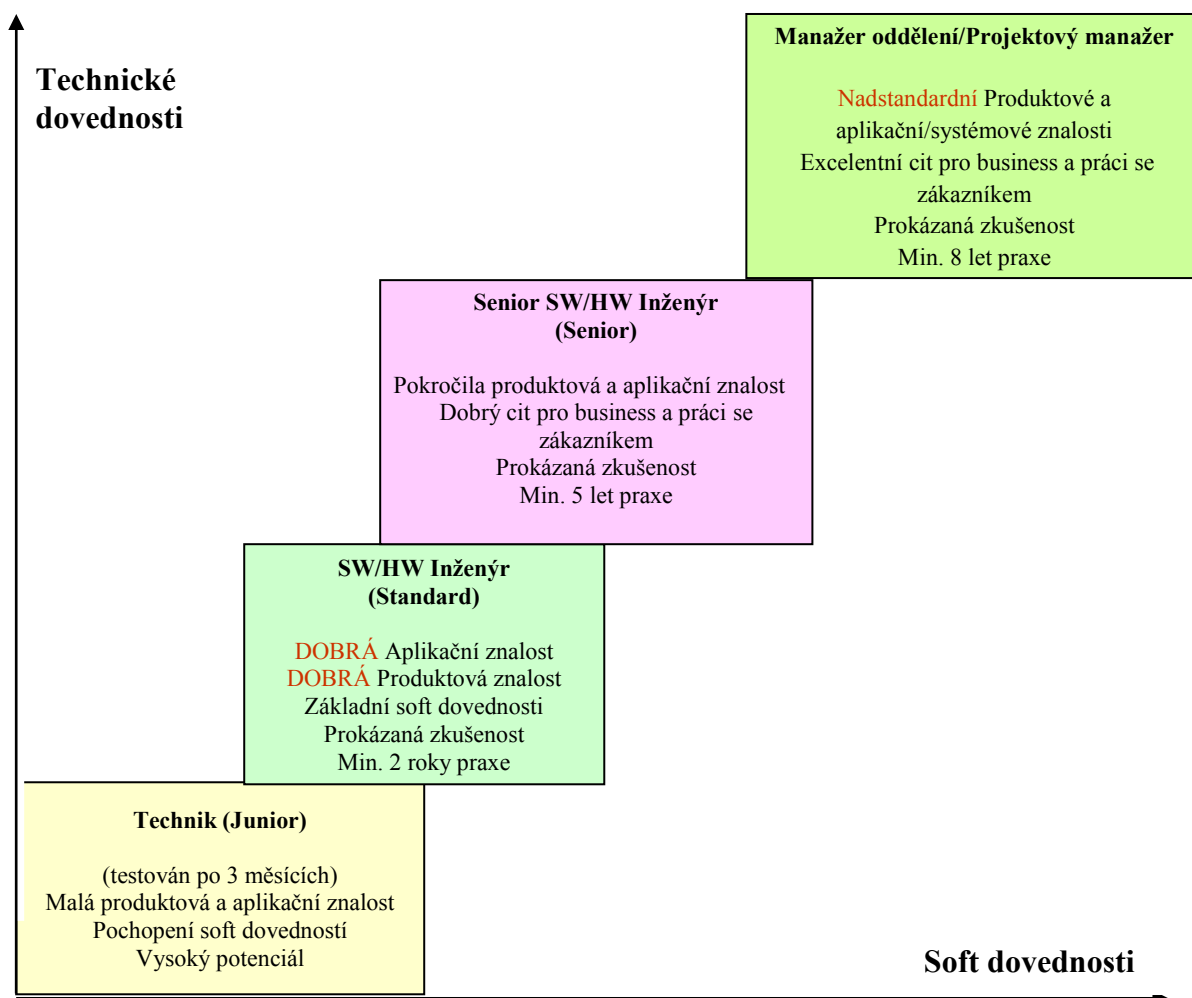 Technické
dovednosti
Manažer oddělení/Projektový manažer
Nadstandardní Produktové a
aplikační/systémové znalosti
Excelentní cit pro business a práci se
zákazníkem
Prokázaná zkušenost
Min. 8 let praxe
Senior SW/HW Inženýr
(Senior)
Pokročila produktová a aplikační znalost
Dobrý cit pro business a práci se
zákazníkem
Prokázaná zkušenost
Min. 5 let praxe
SW/HW Inženýr
(Standard)
DOBRÁ Aplikační znalost
DOBRÁ Produktová znalost
Základní soft dovednosti
Prokázaná zkušenost
Min. 2 roky praxe
Technik (Junior)
(testován po 3 měsících)
Malá produktová a aplikační znalost
Pochopení soft dovedností
Vysoký potenciál
Soft dovednosti